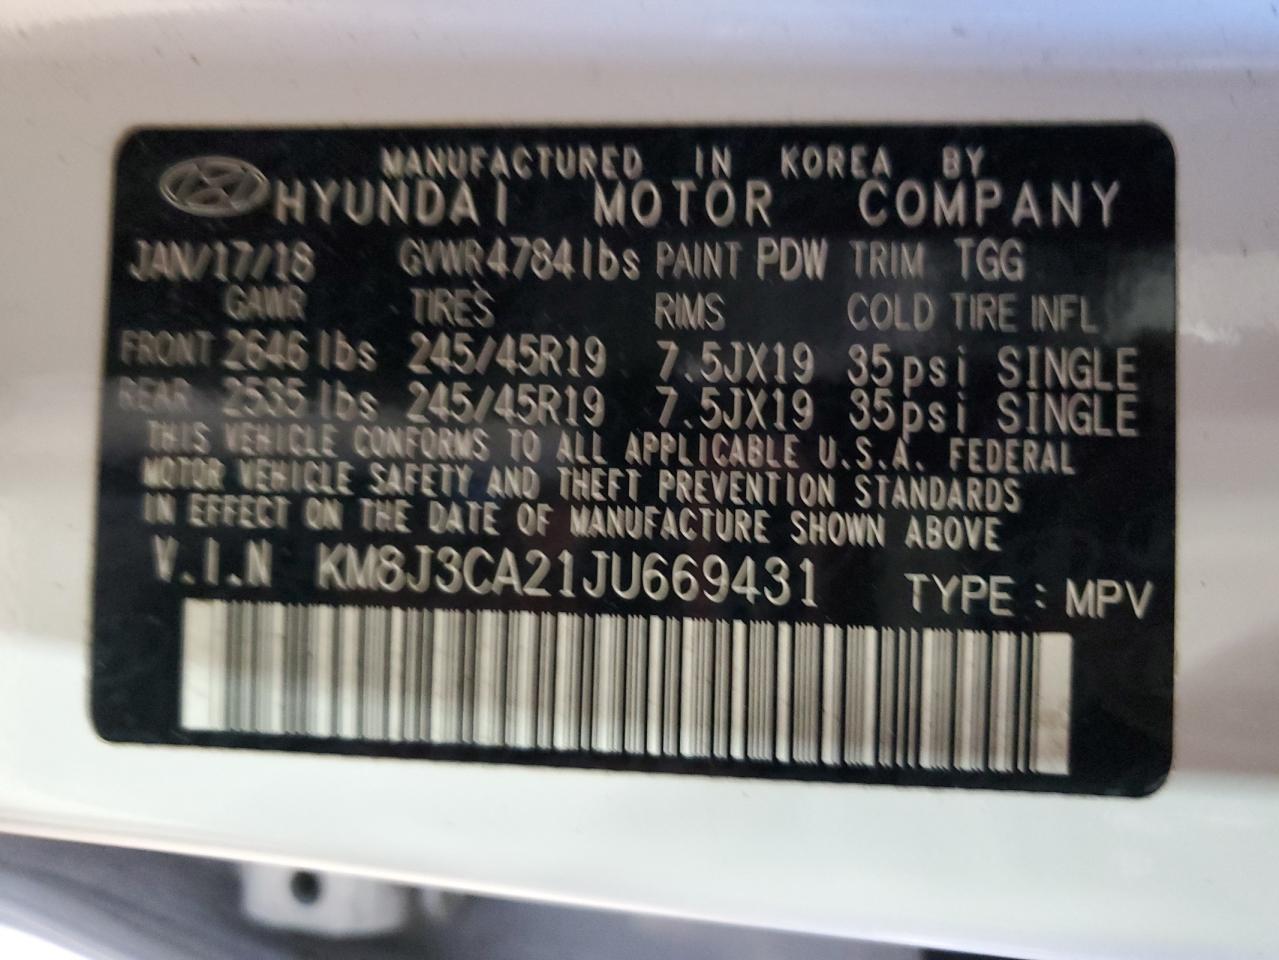 MANUFACTURED IN KOREA BY
HYUNDAI MOTOR COMPANY
JAN/17/18 GVWR 4784lbs PAINT PDW TRIM TGG
GAWR TIRES RIMS COLD TIRE INFL
FRONT 2646 lbs 245/45R19 7.5JX19 35psi SINGLE
REAR 2535 lbs 245/45R19 7.5JX19 35psi SINGLE
THIS VEHICLE CONFORMS TO ALL APPLICABLE U.S.A. FEDERAL
MOTOR VEHICLE SAFETY AND THEFT PREVENTION STANDARDS
IN EFFECT ON THE DATE OF MANUFACTURE SHOWN ABOVE
V.I.N KM8J3CA21JU669431 TYPE : MPV